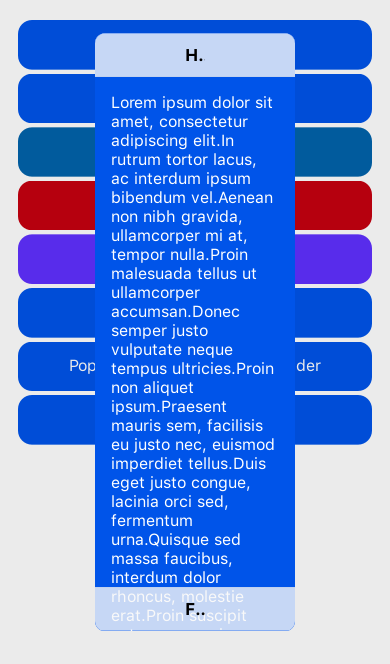 H.
Lorem ipsum dolor sit
amet, consectetur
adipiscing elit.In
rutrum tortor lacus,
ac interdum ipsum
bibendum vel.Aenean
non nibh gravida,
ullamcorper mi at,
tempor nulla.Proin
malesuada tellus ut
ullamcorper
accumsan.Donec
semper justo
vulputate neque
tempus ultricies.Proin
non aliquet
ipsum.Praesent
mauris sem, facilisis
eu justo nec, euismod
imperdiet tellus.Duis
eget justo congue,
lacinia orci sed,
fermentum
urna.Quisque sed
massa faucibus,
interdum dolor
rhoncus, molestie
erat.Proin suscipit
F..
Pop
der